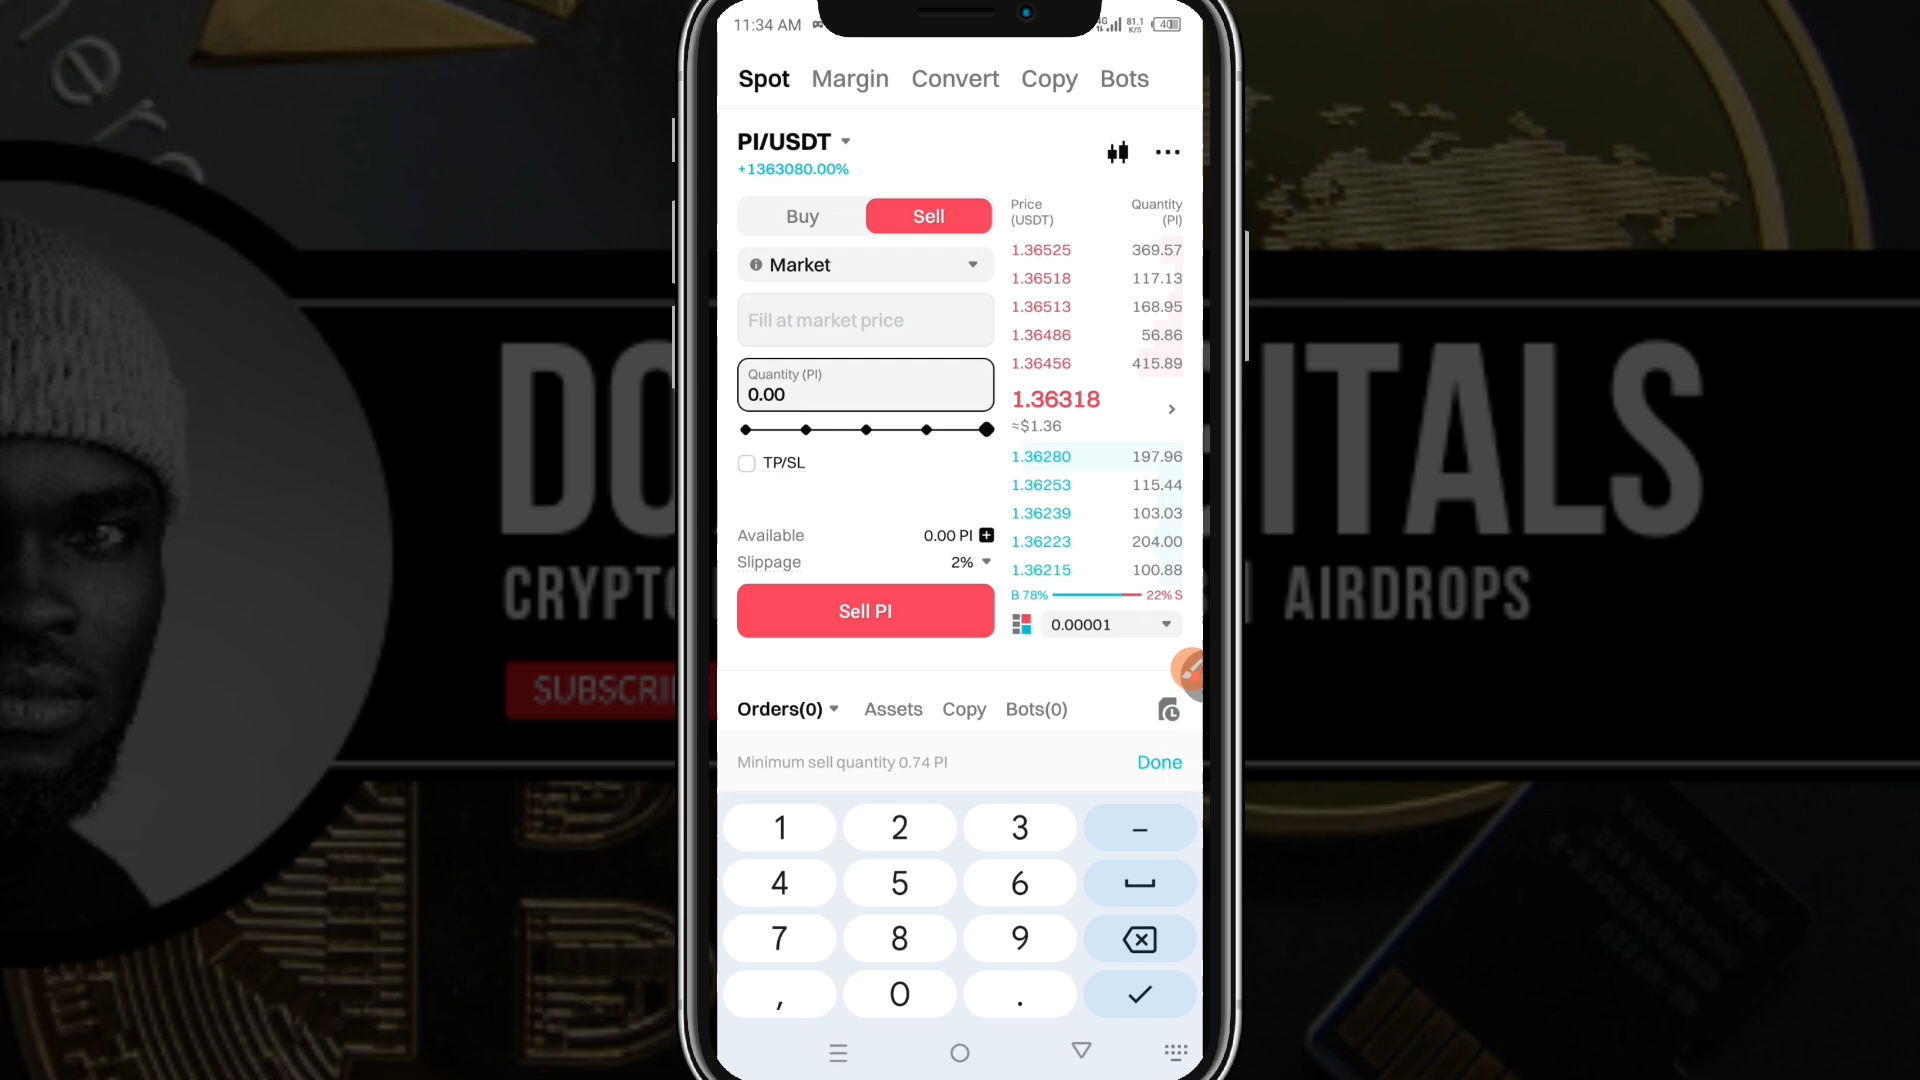 11:34 AM
4G
81.1
K/S
40
Spot Margin Convert Copy Bots
PI/USDT
+1363080.00%
Buy Sell
Market
Fill at market price
Quantity (PI)
0.00
TP/SL
Available 0.00 PI
Slippage 2%
Sell PI
Price
(USDT)
Quantity
(PI)
1.36525 369.57
1.36518 117.13
1.36513 168.95
1.36486 56.86
1.36456 415.89
1.36318
≈$1.36
1.36280 197.96
1.36253 115.44
1.36239 103.03
1.36223 204.00
1.36215 100.88
B 78% 22% S
0.00001
Orders(0) Assets Copy Bots(0)
Minimum sell quantity 0.74 PI Done
1 2 3 –
4 5 6
7 8 9
, 0 .
AIRDROPS